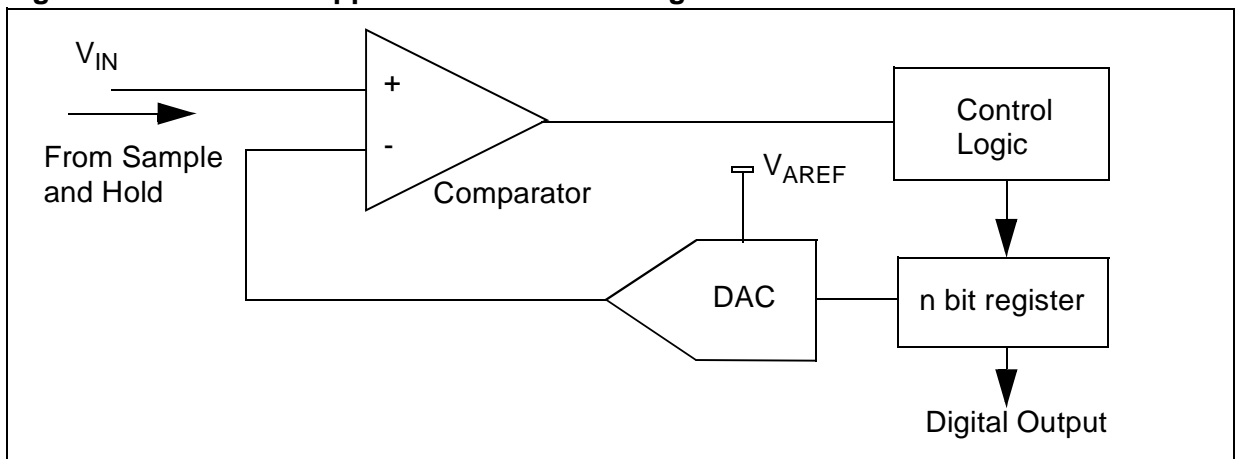 V_IN
+
-
From Sample
and Hold
Comparator
Control
Logic
V_AREF
DAC
n bit register
Digital Output